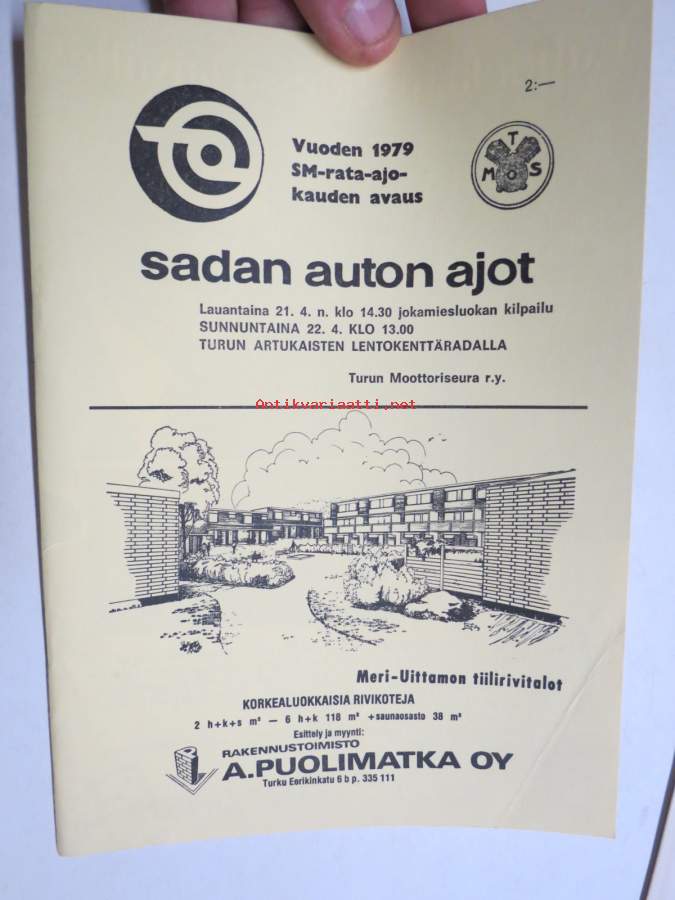 2:—
Vuoden 1979
SM-rata-ajo-
kauden avaus
T
M O S
sadan auton ajot
Lauantaina 21. 4. n. klo 14.30 jokamiesluokan kilpailu
SUNNUNTAINA 22. 4. KLO 13.00
TURUN ARTUKAISTEN LENTOKENTTÄRADALLA
Turun Moottoriseura r.y.
Antikvariaatti.net
Meri-Uittamon tiilirivitalot
KORKEALUOKKAISIA RIVIKOTEJA
2 h+k+s m² — 6 h+k 118 m² +saunaosasto 38 m²
Esittely ja myynti:
RAKENNUSTOIMISTO
A.PUOLIMATKA OY
Turku Eerikinkatu 6 b p. 335 111